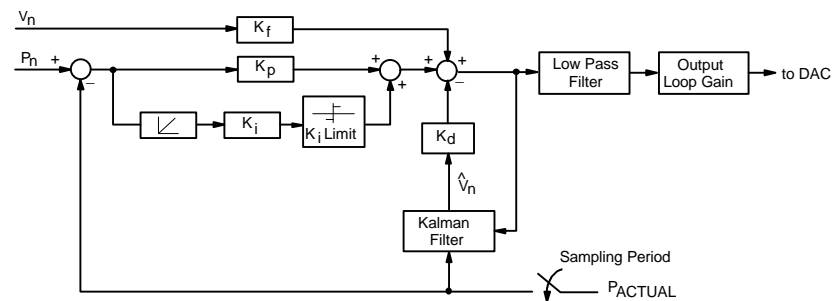 Vn
Kf
Pn
+
−
Kp
+
+
+
+
−
+
Low Pass
Filter
Output
Loop Gain
to DAC
Ki
Ki Limit
Kd
V̂n
Kalman
Filter
Sampling Period
PACTUAL